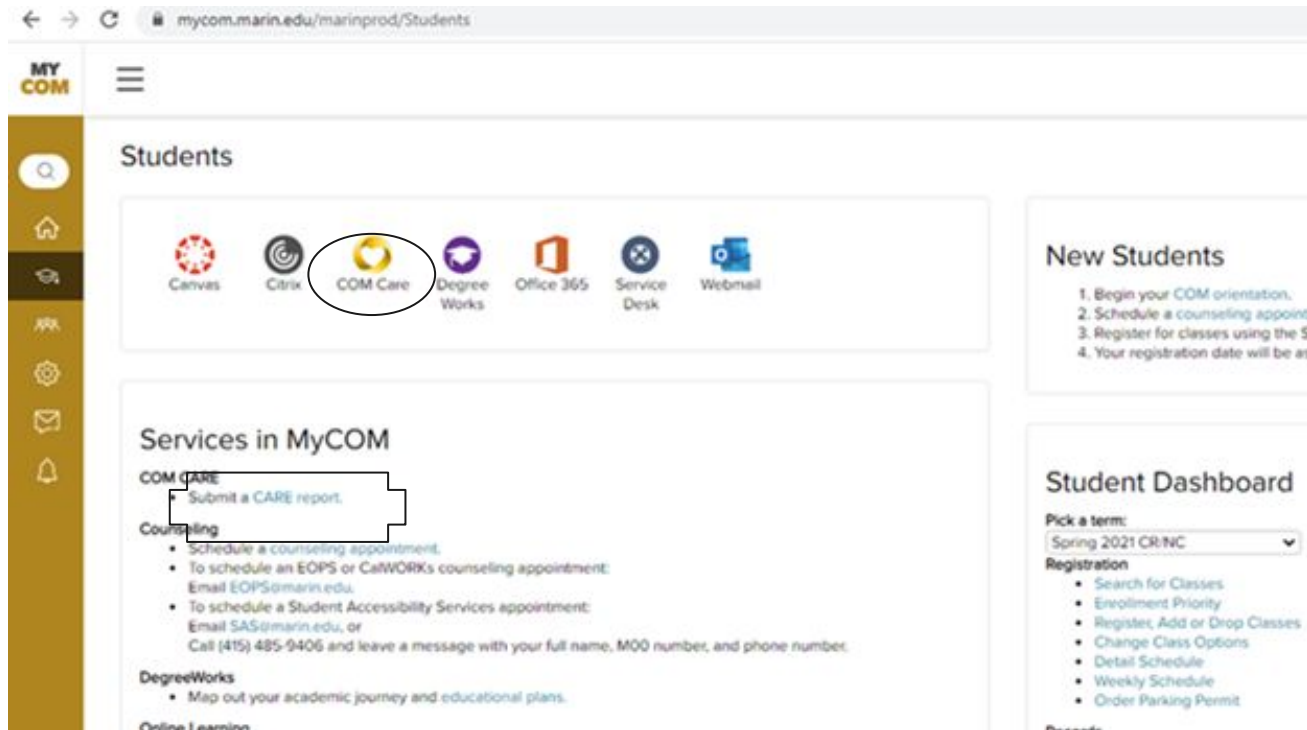 mycom.marin.edu/marinprod/Students
MY
COM
Students
Canvas
Citrix
COM Care
Degree
Works
Office 365
Service
Desk
Webmail
Services in MyCOM
COM CARE
• Submit a CARE report.
Counseling
• Schedule a counseling appointment.
• To schedule an EOPS or CalWORKs counseling appointment:
Email EOPS@marin.edu.
• To schedule a Student Accessibility Services appointment:
Email SAS@marin.edu, or
Call (415) 485-9406 and leave a message with your full name, M00 number, and phone number.
DegreeWorks
• Map out your academic journey and educational plans.
Online Learning
New Students
1. Begin your COM orientation.
2. Schedule a counseling appoint
3. Register for classes using the S
4. Your registration date will be as
Student Dashboard
Pick a term:
Spring 2021 CR/NC
Registration
• Search for Classes
• Enrollment Priority
• Register, Add or Drop Classes
• Change Class Options
• Detail Schedule
• Weekly Schedule
• Order Parking Permit
Records